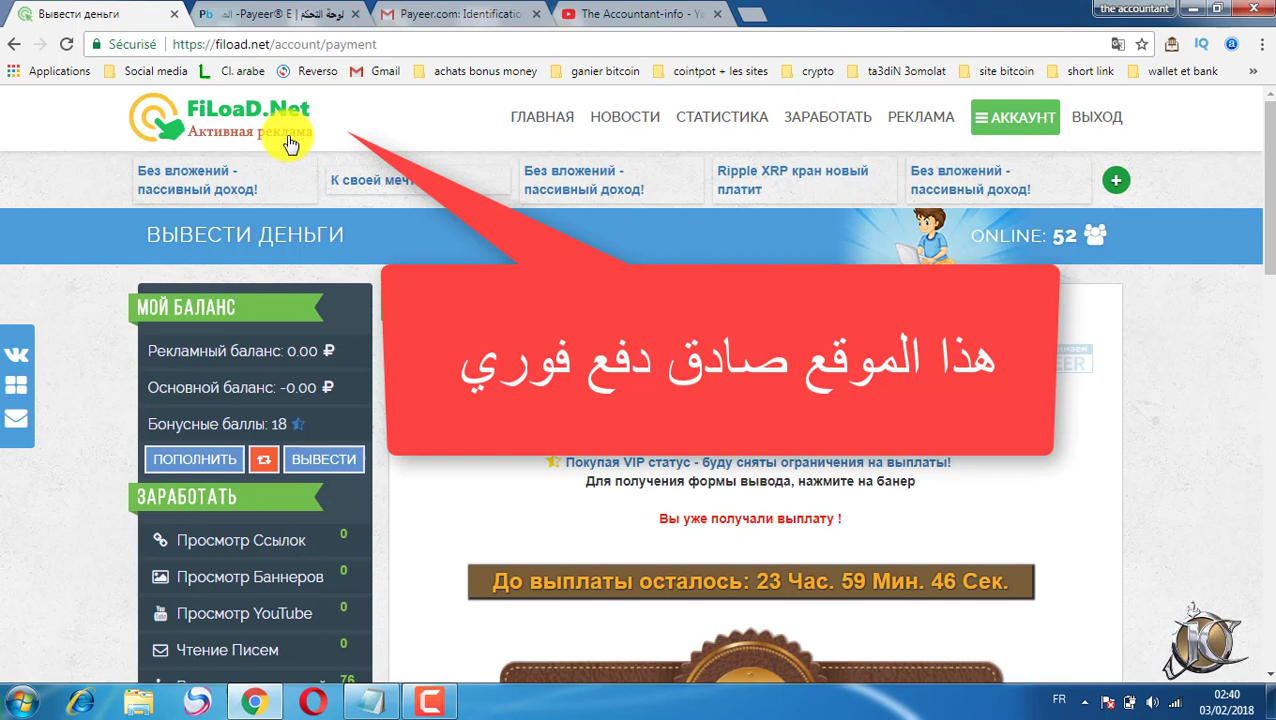 Вывести деньги
Payeer® E | لوحة التحكم - الصـ
Payeer.com: Identificatio
The Accountant-info - Yo
the accountant
Sécurisé
https://fiload.net/account/payment
Applications
Social media
Cl. arabe
Reverso
Gmail
achats bonus money
ganier bitcoin
cointpot + les sites
crypto
ta3diN 3omolat
site bitcoin
short link
wallet et bank
»
FiLoaD.Net
Активная реклама
ГЛАВНАЯ
НОВОСТИ
СТАТИСТИКА
ЗАРАБОТАТЬ
РЕКЛАМА
АККАУНТ
ВЫХОД
Без вложений -
пассивный доход!
К своей меч
Без вложений -
пассивный доход!
Ripple XRP кран новый
платит
Без вложений -
пассивный доход!
ВЫВЕСТИ ДЕНЬГИ
ONLINE: 52
МОЙ БАЛАНС
Рекламный баланс: 0.00 ₽
Основной баланс: -0.00 ₽
Бонусные баллы: 18
ПОПОЛНИТЬ
ВЫВЕСТИ
هذا الموقع صادق دفع فوري
Покупая VIP статус - буду сняты ограничения на выплаты!
Для получения формы вывода, нажмите на банер
Вы уже получали выплату !
До выплаты осталось: 23 Час. 59 Мин. 46 Сек.
ЗАРАБОТАТЬ
Просмотр Ссылок 0
Просмотр Баннеров 0
Просмотр YouTube 0
Чтение Писем 0
76
FR
02:40
03/02/2018